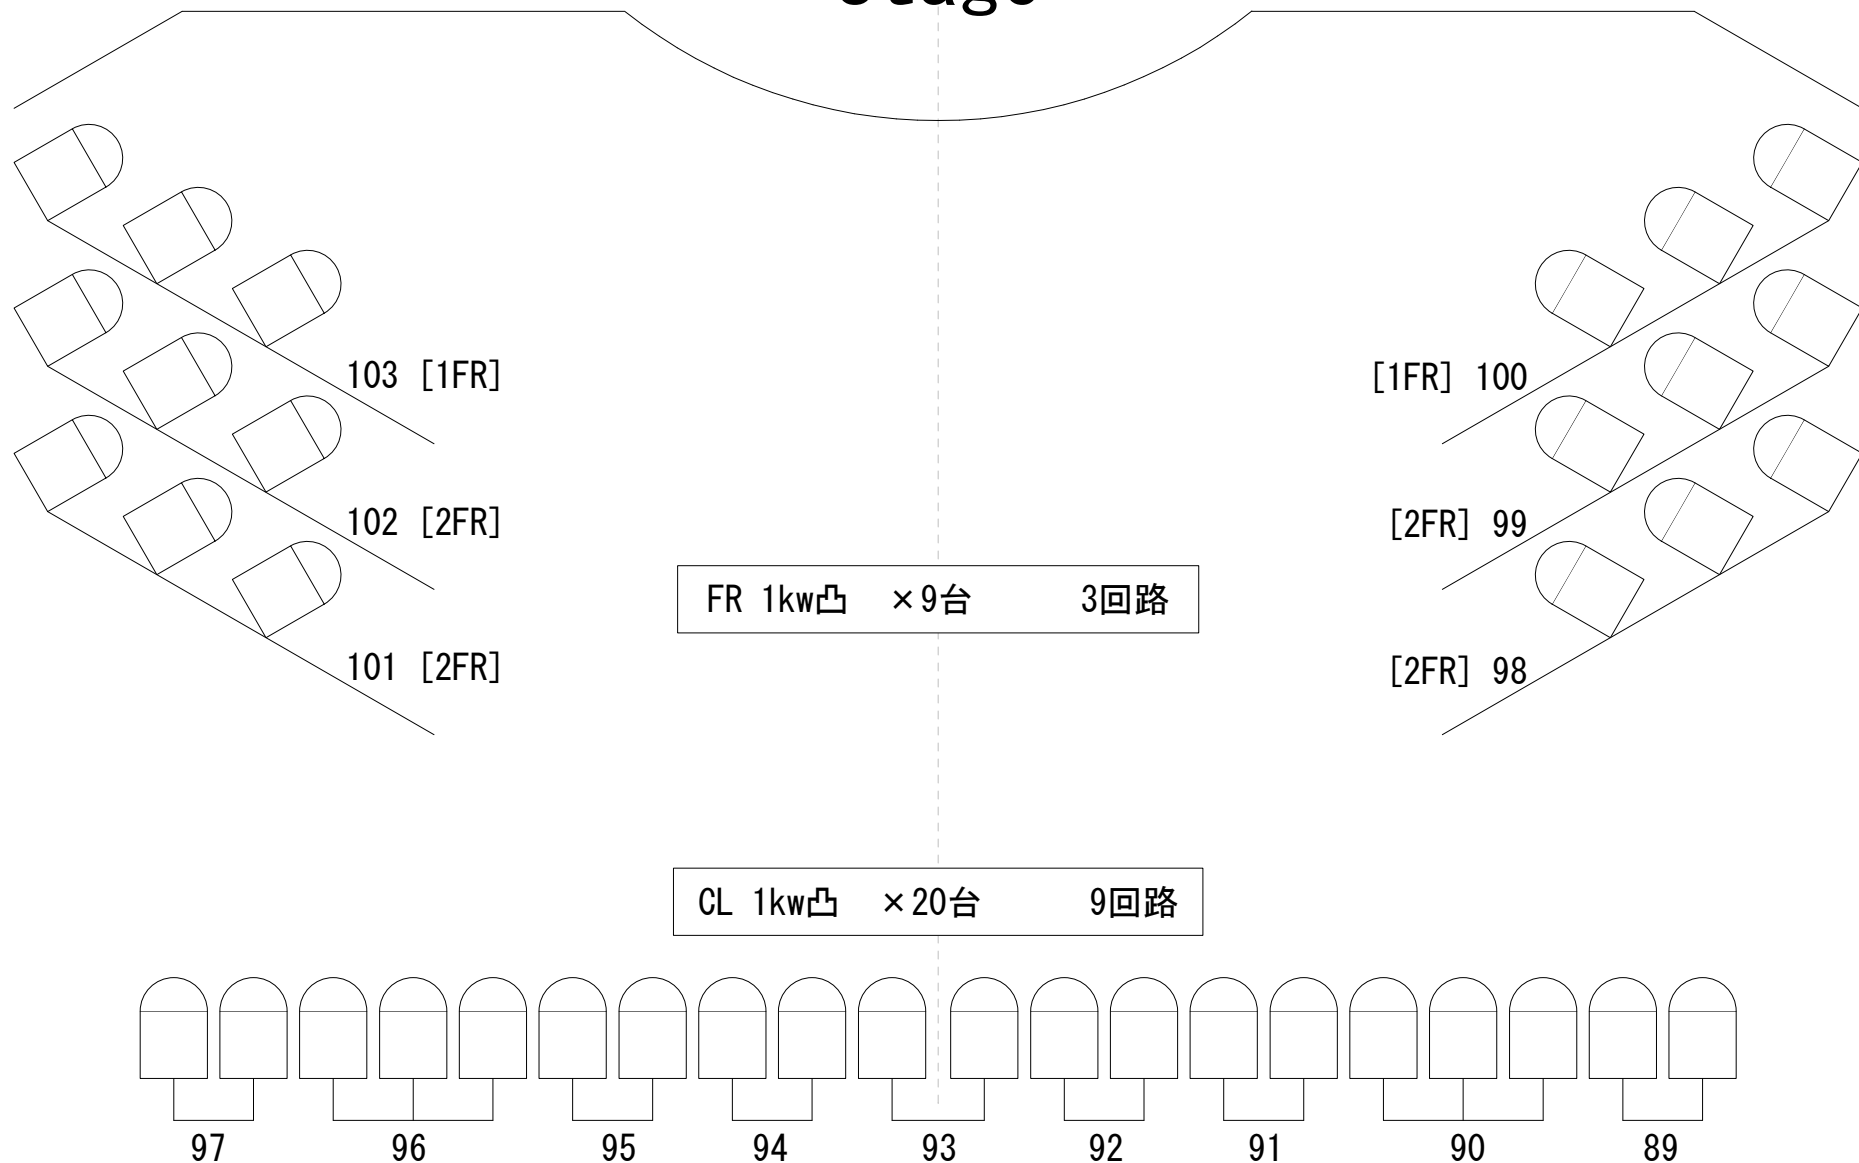 103 [1FR]
[1FR] 100
102 [2FR]
[2FR] 99
FR 1kw凸 ×9台 3回路
101 [2FR]
[2FR] 98
CL 1kw凸 ×20台 9回路
97 96 95 94 93 92 91 90 89